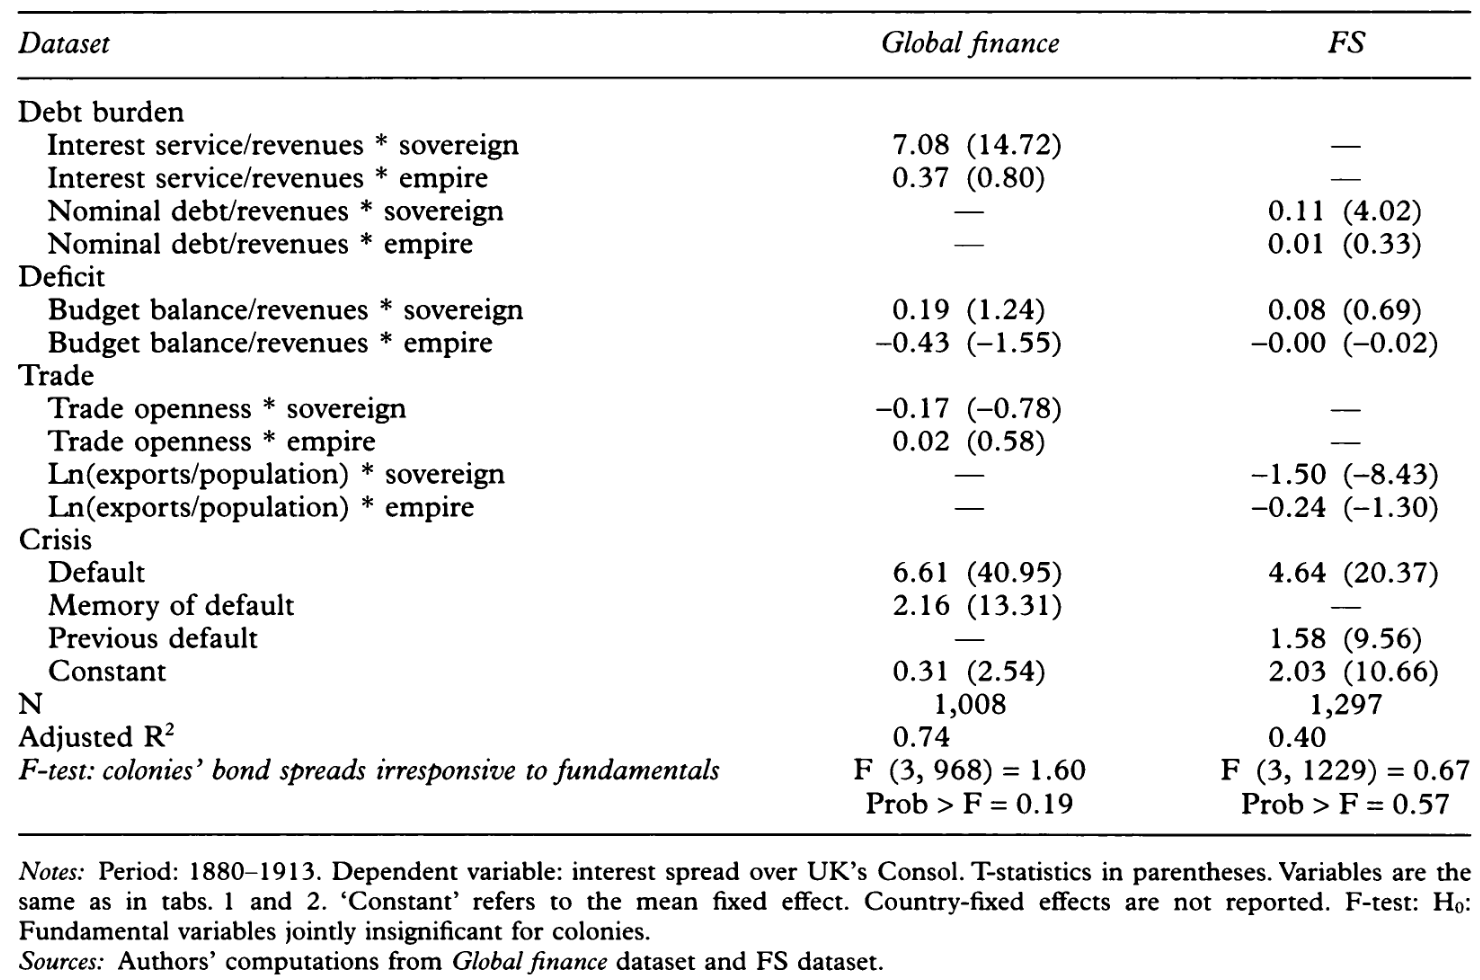 Dataset Global finance FS
Debt burden
Interest service/revenues * sovereign 7.08 (14.72) —
Interest service/revenues * empire 0.37 (0.80) —
Nominal debt/revenues * sovereign — 0.11 (4.02)
Nominal debt/revenues * empire — 0.01 (0.33)
Deficit
Budget balance/revenues * sovereign 0.19 (1.24) 0.08 (0.69)
Budget balance/revenues * empire –0.43 (–1.55) –0.00 (–0.02)
Trade
Trade openness * sovereign –0.17 (–0.78) —
Trade openness * empire 0.02 (0.58) —
Ln(exports/population) * sovereign — –1.50 (–8.43)
Ln(exports/population) * empire — –0.24 (–1.30)
Crisis
Default 6.61 (40.95) 4.64 (20.37)
Memory of default 2.16 (13.31) —
Previous default — 1.58 (9.56)
Constant 0.31 (2.54) 2.03 (10.66)
N 1,008 1,297
Adjusted R² 0.74 0.40
F-test: colonies' bond spreads irresponsive to fundamentals F (3, 968) = 1.60 F (3, 1229) = 0.67
Prob > F = 0.19 Prob > F = 0.57
Notes: Period: 1880–1913. Dependent variable: interest spread over UK's Consol. T-statistics in parentheses. Variables are the
same as in tabs. 1 and 2. 'Constant' refers to the mean fixed effect. Country-fixed effects are not reported. F-test: H₀:
Fundamental variables jointly insignificant for colonies.
Sources: Authors' computations from Global finance dataset and FS dataset.